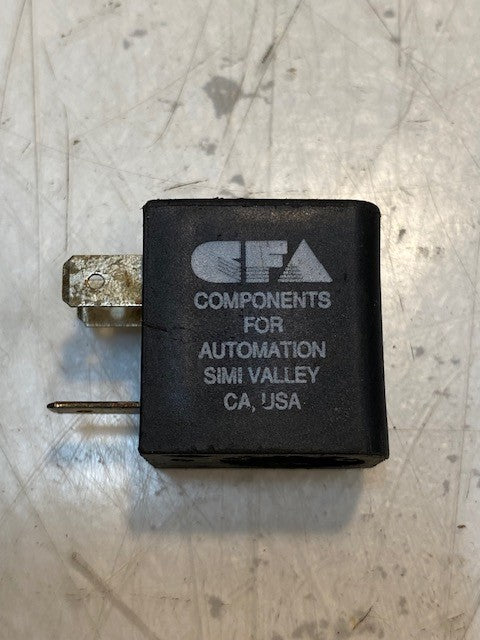 CFA
COMPONENTS
FOR
AUTOMATION
SIMI VALLEY
CA, USA